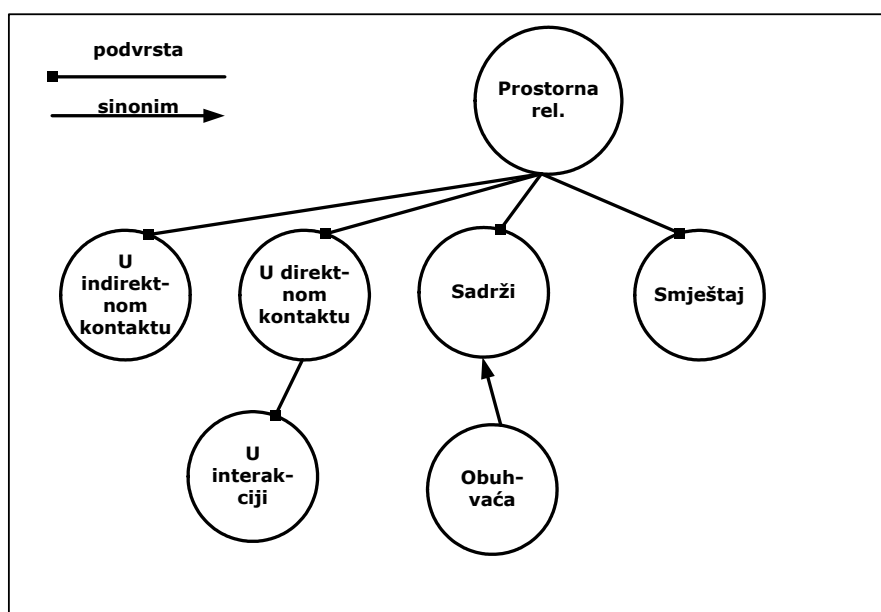 podvrsta
sinonim
Prostorna
rel.
U
indirekt-
nom
kontaktu
U direkt-
nom
kontaktu
Sadrži
Smještaj
U
interak-
ciji
Obuh-
vaća